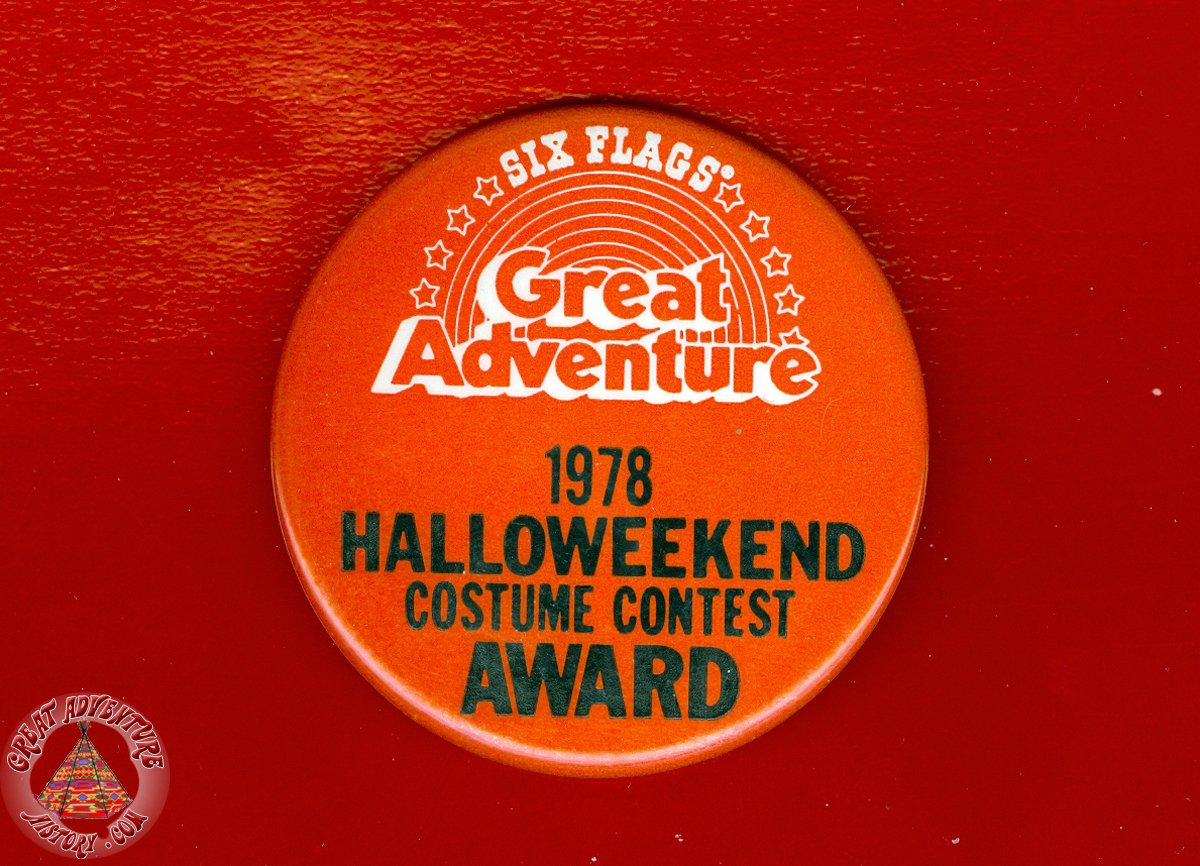 SIX FLAGS®
Great
Adventure
1978
HALLOWEEKEND
COSTUME CONTEST
AWARD
GREAT ADVENTURE
HISTORY.COM